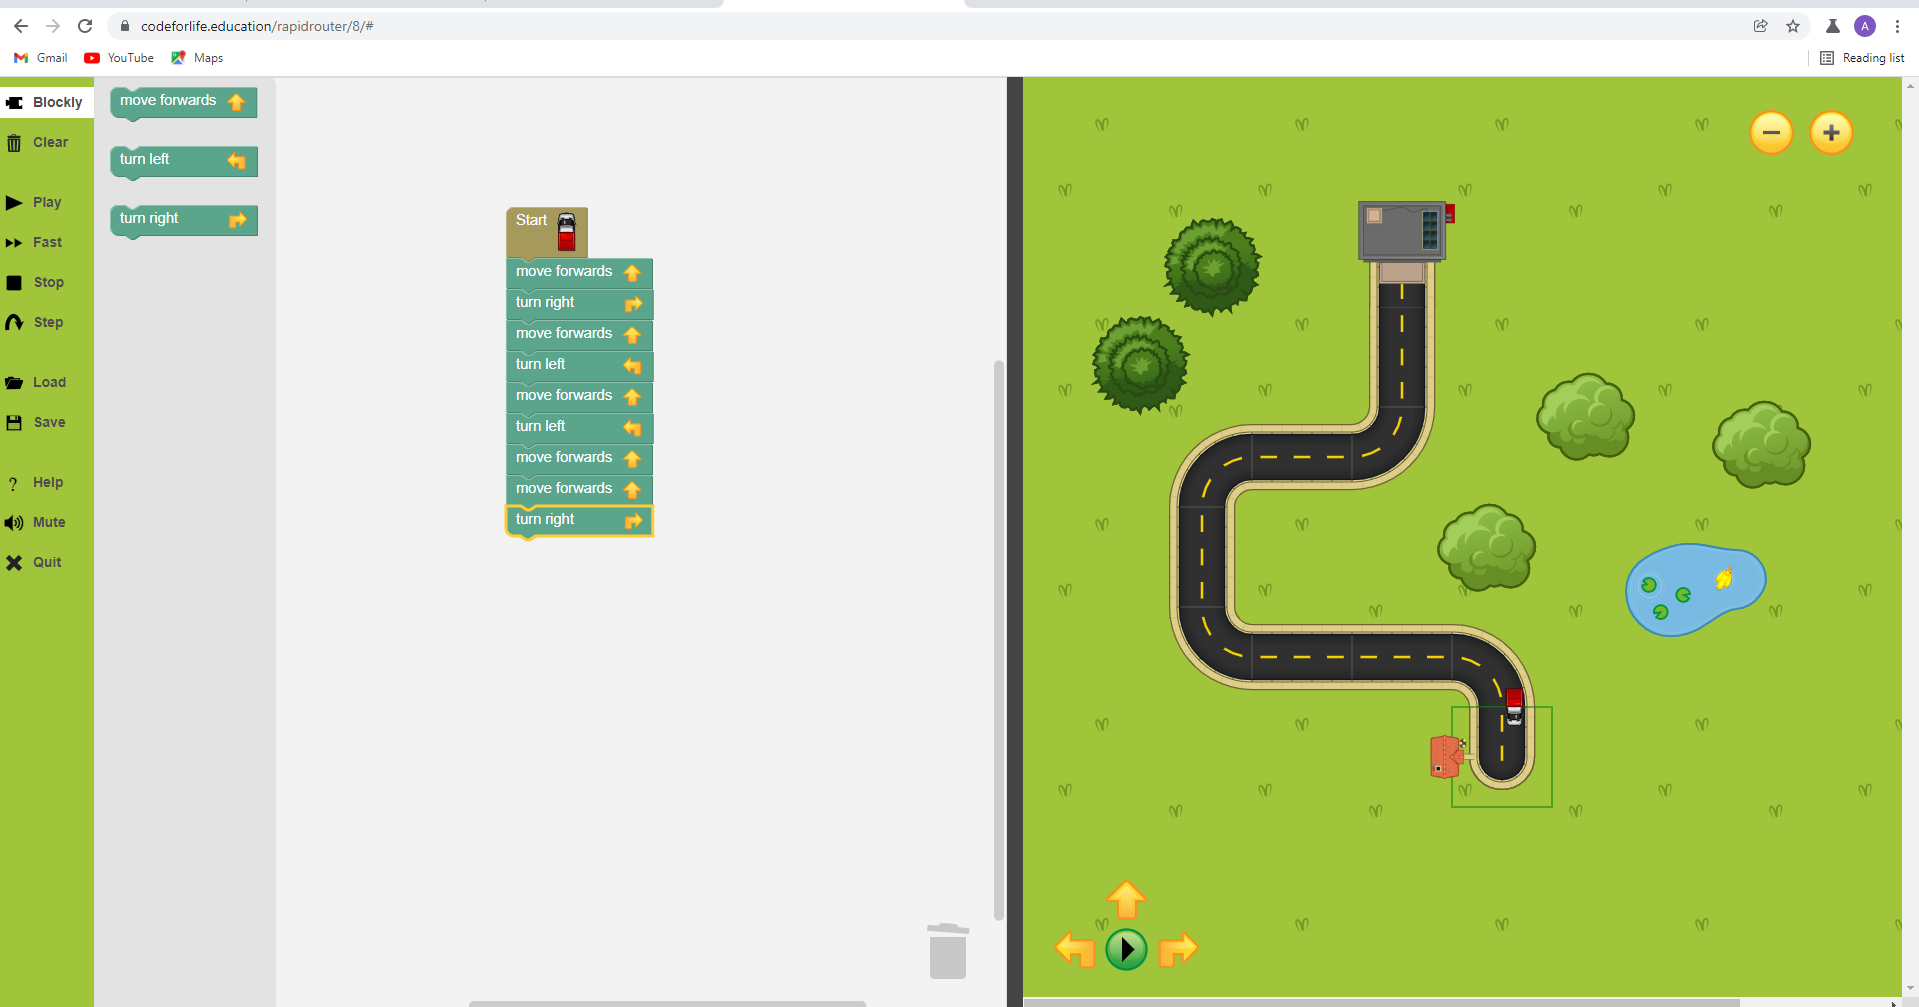 codeforlife.education/rapidrouter/8/#
A
Gmail YouTube Maps Reading list
Blockly
Clear
Play
Fast
Stop
Step
Load
Save
Help
Mute
Quit
move forwards
turn left
turn right
Start
move forwards
turn right
move forwards
turn left
move forwards
turn left
move forwards
move forwards
turn right